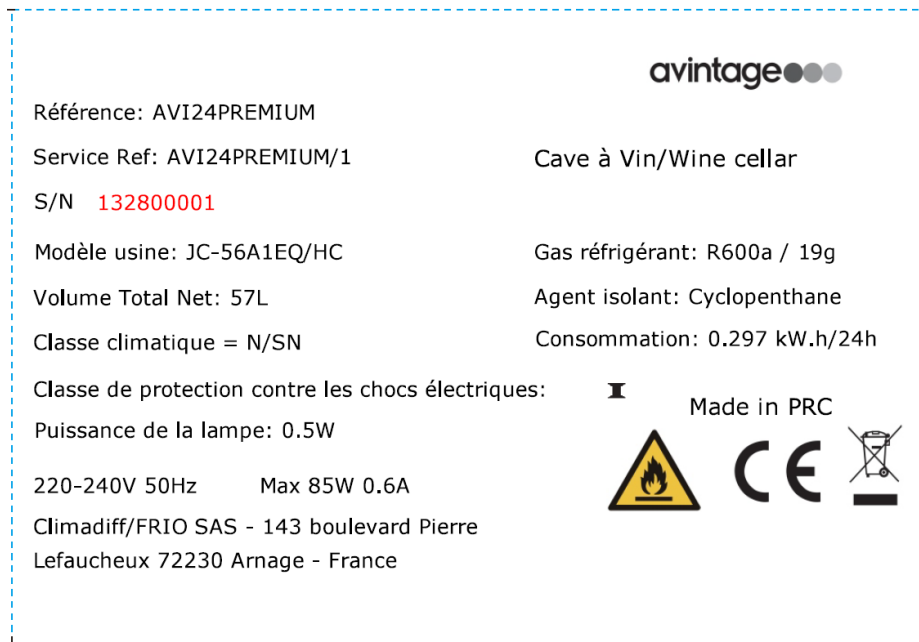 avintage
Référence: AVI24PREMIUM
Service Ref: AVI24PREMIUM/1
Cave à Vin/Wine cellar
S/N 132800001
Modèle usine: JC-56A1EQ/HC
Gas réfrigérant: R600a / 19g
Volume Total Net: 57L
Agent isolant: Cyclopenthane
Classe climatique = N/SN
Consommation: 0.297 kW.h/24h
Classe de protection contre les chocs électriques: I
Made in PRC
Puissance de la lampe: 0.5W
CE
220-240V 50Hz Max 85W 0.6A
Climadiff/FRIO SAS - 143 boulevard Pierre
Lefaucheux 72230 Arnage - France